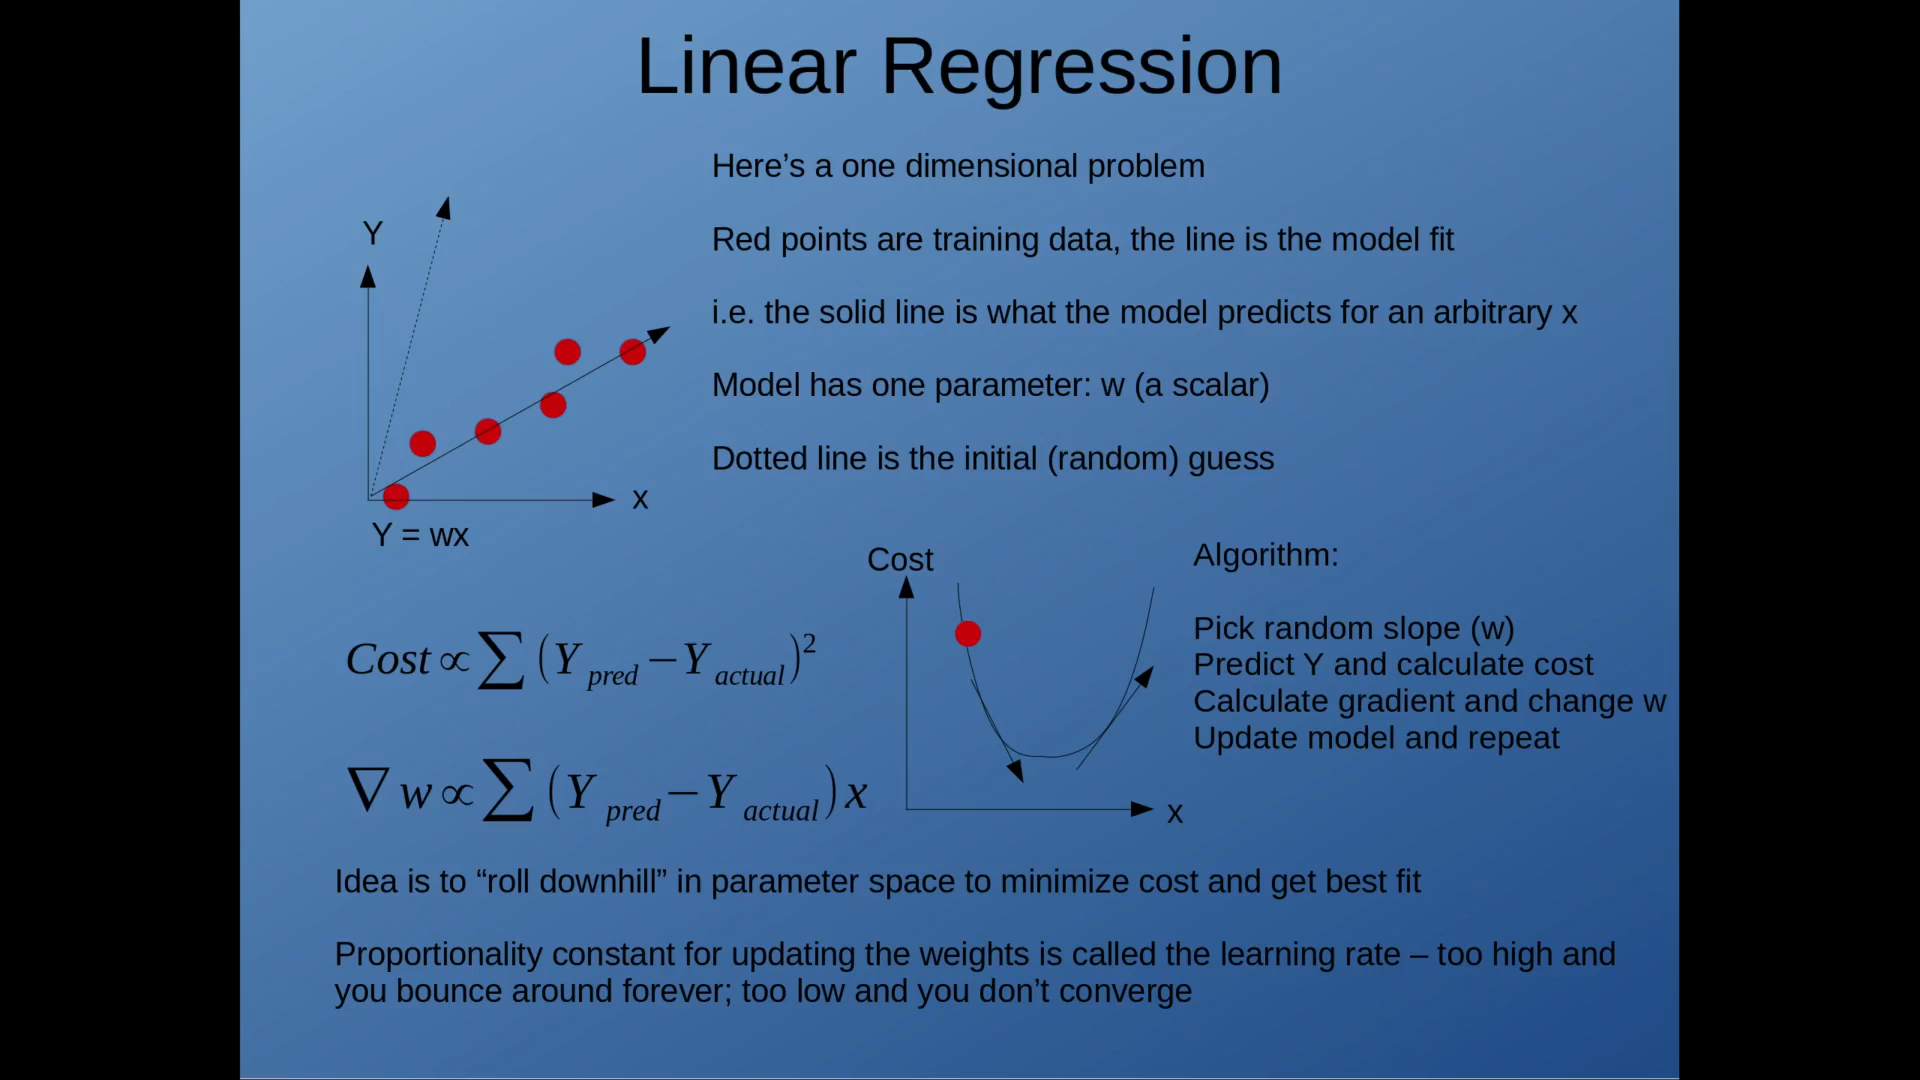 Linear Regression
Here’s a one dimensional problem
Red points are training data, the line is the model fit
i.e. the solid line is what the model predicts for an arbitrary x
Model has one parameter: w (a scalar)
Dotted line is the initial (random) guess
Y
x
Y = wx
Cost ∝ ∑ (Y_pred − Y_actual)²
∇ w ∝ ∑ (Y_pred − Y_actual) x
Cost
x
Algorithm:
Pick random slope (w)
Predict Y and calculate cost
Calculate gradient and change w
Update model and repeat
Idea is to “roll downhill” in parameter space to minimize cost and get best fit
Proportionality constant for updating the weights is called the learning rate – too high and
you bounce around forever; too low and you don’t converge